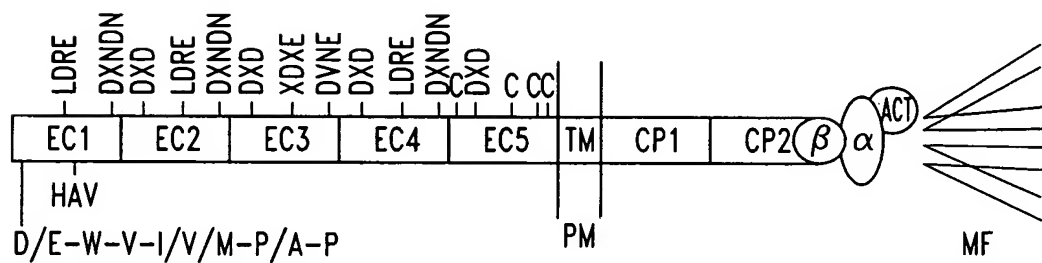 LDRE DXNDN DXD LDRE DXNDN DXD XDXE DVNE DXD LDRE DXNDN C DXD C CC
EC1 EC2 EC3 EC4 EC5 TM CP1 CP2 β α ACT
HAV
D/E-W-V-I/V/M-P/A-P PM MF